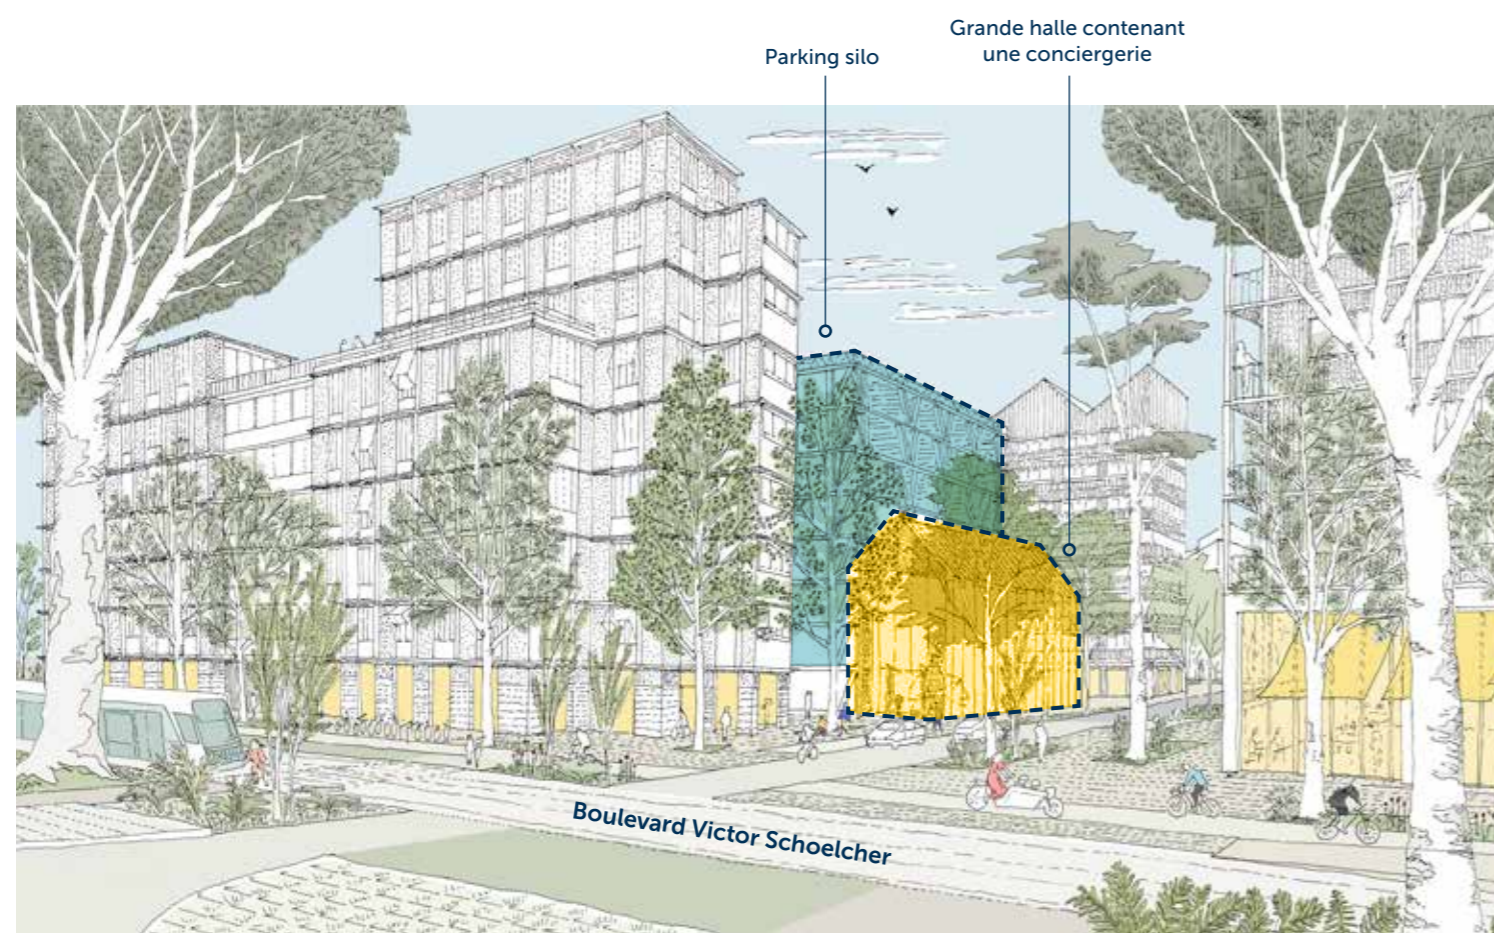 Grande halle contenant
une conciergerie
Parking silo
Boulevard Victor Schoelcher